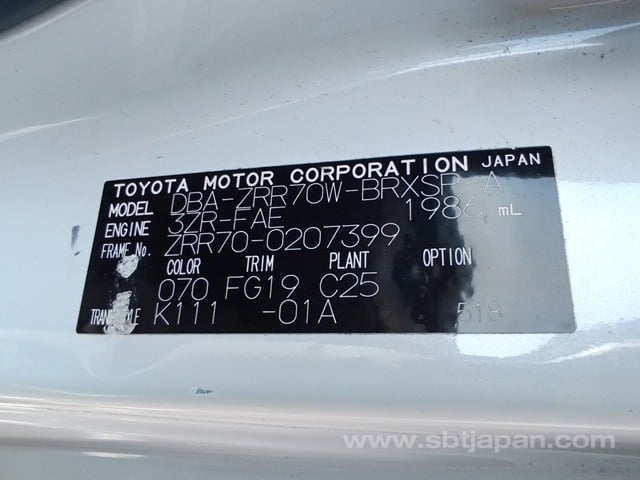 TOYOTA MOTOR CORPORATION JAPAN
MODEL DBA-ZRR70W-BRXSP-A
ENGINE 3ZR-FAE 1986 mL
FRAME No. ZRR70-0207399
COLOR TRIM PLANT OPTION
070 FG19 C25
K111 -01A 518
www.sbtjapan.com